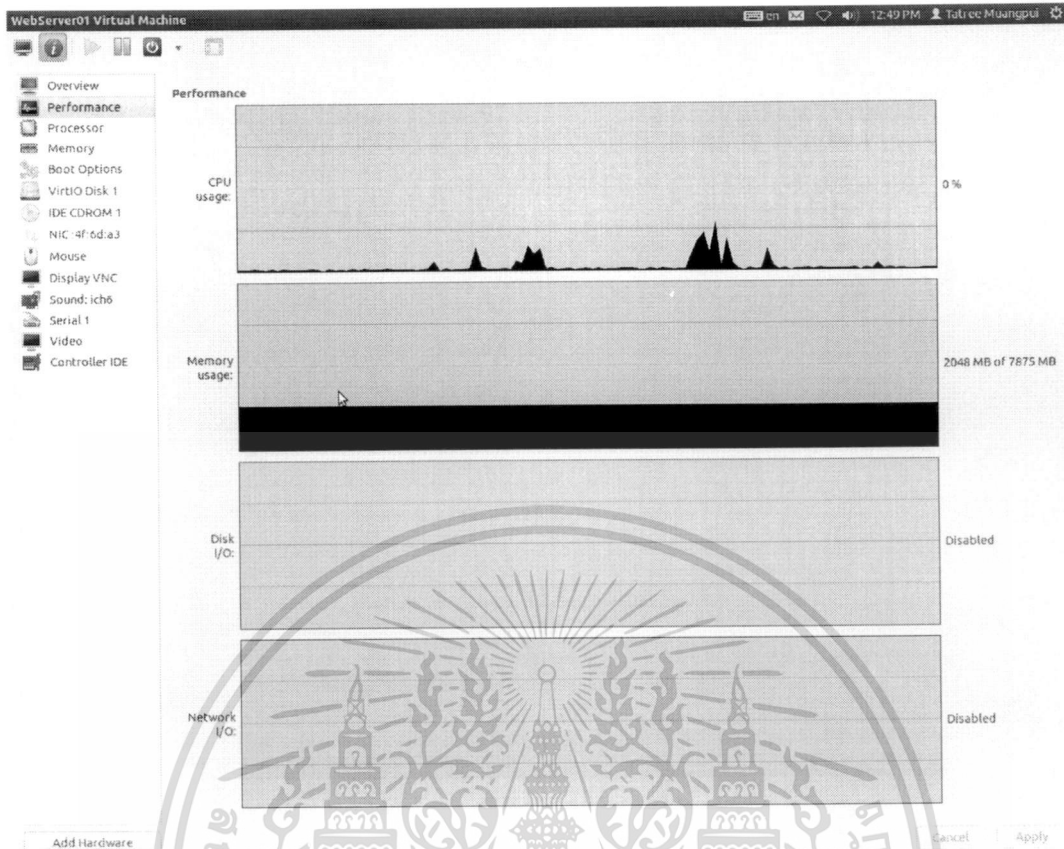 WebServer01 Virtual Machine
en 12:49 PM Tatree Muangpui
Overview
Performance
Processor
Memory
Boot Options
VirtIO Disk 1
IDE CDROM 1
NIC :4f:6d:a3
Mouse
Display VNC
Sound: ich6
Serial 1
Video
Controller IDE
Performance
CPU
usage:
0 %
Memory
usage:
2048 MB of 7875 MB
Disk
I/O:
Disabled
Network
I/O:
Disabled
Add Hardware
Cancel
Apply